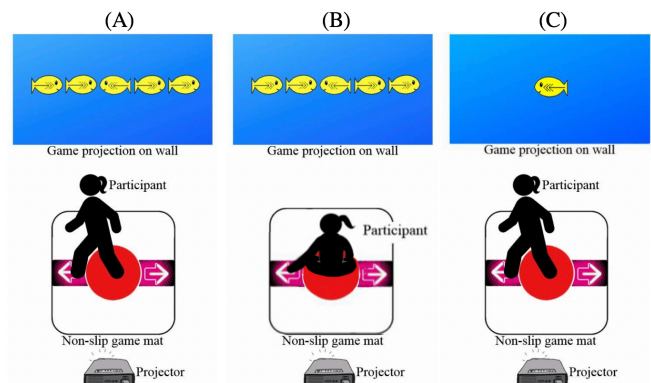 (A)
Game projection on wall
Participant
Non-slip game mat
Projector
(B)
Game projection on wall
Participant
Non-slip game mat
Projector
(C)
Game projection on wall
Participant
Non-slip game mat
Projector